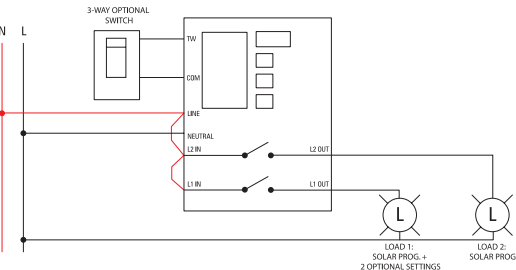 3-WAY OPTIONAL
SWITCH
N L
TW
COM
LINE
NEUTRAL
L2 IN
L2 OUT
L1 IN
L1 OUT
L
L
LOAD 1:
SOLAR PROG. +
2 OPTIONAL SETTINGS
LOAD 2:
SOLAR PROG